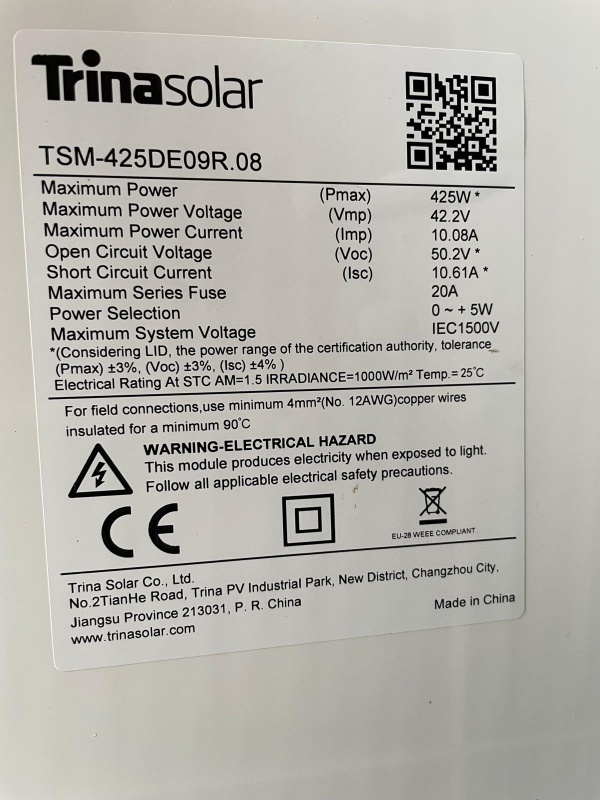 Trinasolar
TSM-425DE09R.08
Maximum Power (Pmax) 425W *
Maximum Power Voltage (Vmp) 42.2V
Maximum Power Current (Imp) 10.08A
Open Circuit Voltage (Voc) 50.2V *
Short Circuit Current (Isc) 10.61A *
Maximum Series Fuse 20A
Power Selection 0 ~ + 5W
Maximum System Voltage IEC1500V
*(Considering LID, the power range of the certification authority, tolerance
(Pmax) ±3%, (Voc) ±3%, (Isc) ±4% )
Electrical Rating At STC AM=1.5 IRRADIANCE=1000W/m² Temp.= 25°C
For field connections,use minimum 4mm²(No. 12AWG)copper wires
insulated for a minimum 90°C
WARNING-ELECTRICAL HAZARD
This module produces electricity when exposed to light.
Follow all applicable electrical safety precautions.
CE
EU-28 WEEE COMPLIANT
Trina Solar Co., Ltd.
No.2TianHe Road, Trina PV Industrial Park, New District, Changzhou City,
Jiangsu Province 213031, P. R. China
www.trinasolar.com Made in China